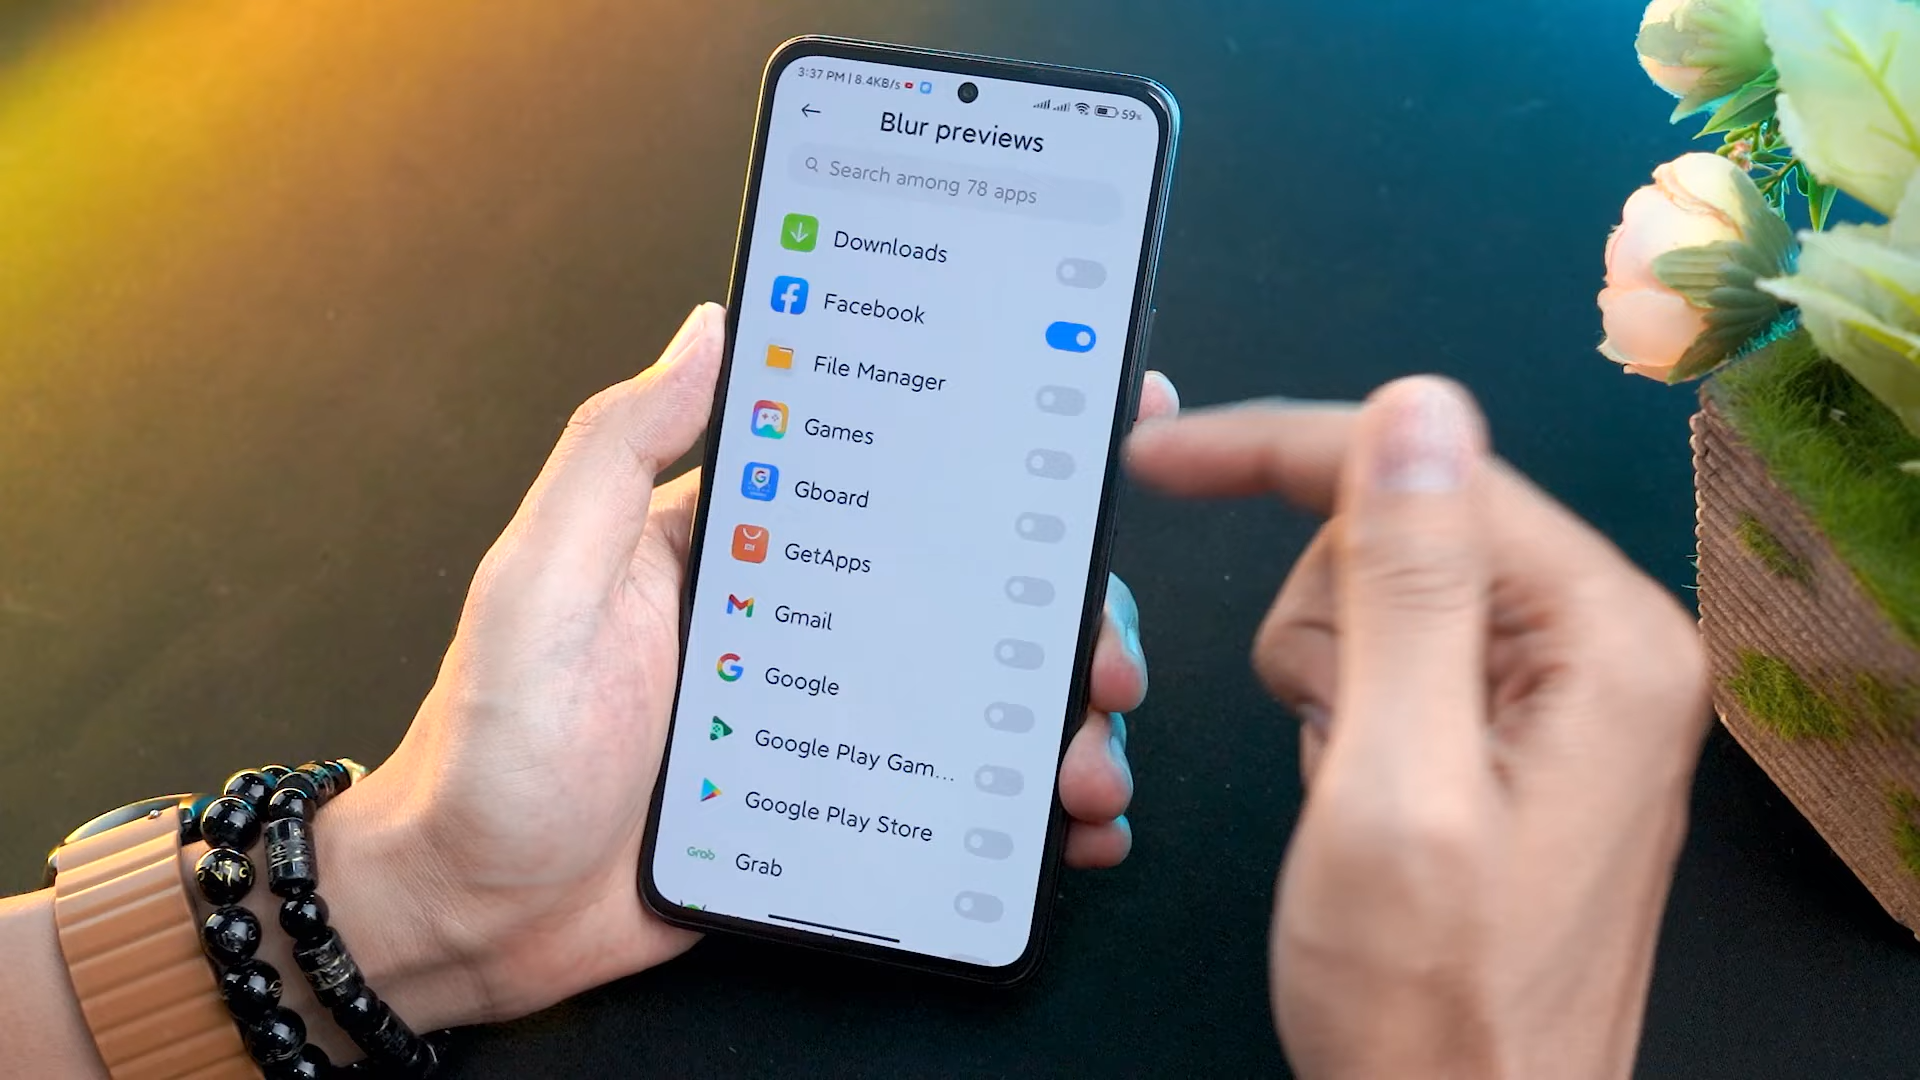 3:37 PM | 8.4KB/s
59%
Blur previews
Search among 78 apps
Downloads
Facebook
File Manager
Games
Gboard
GetApps
Gmail
Google
Google Play Gam...
Google Play Store
Grab
Grab